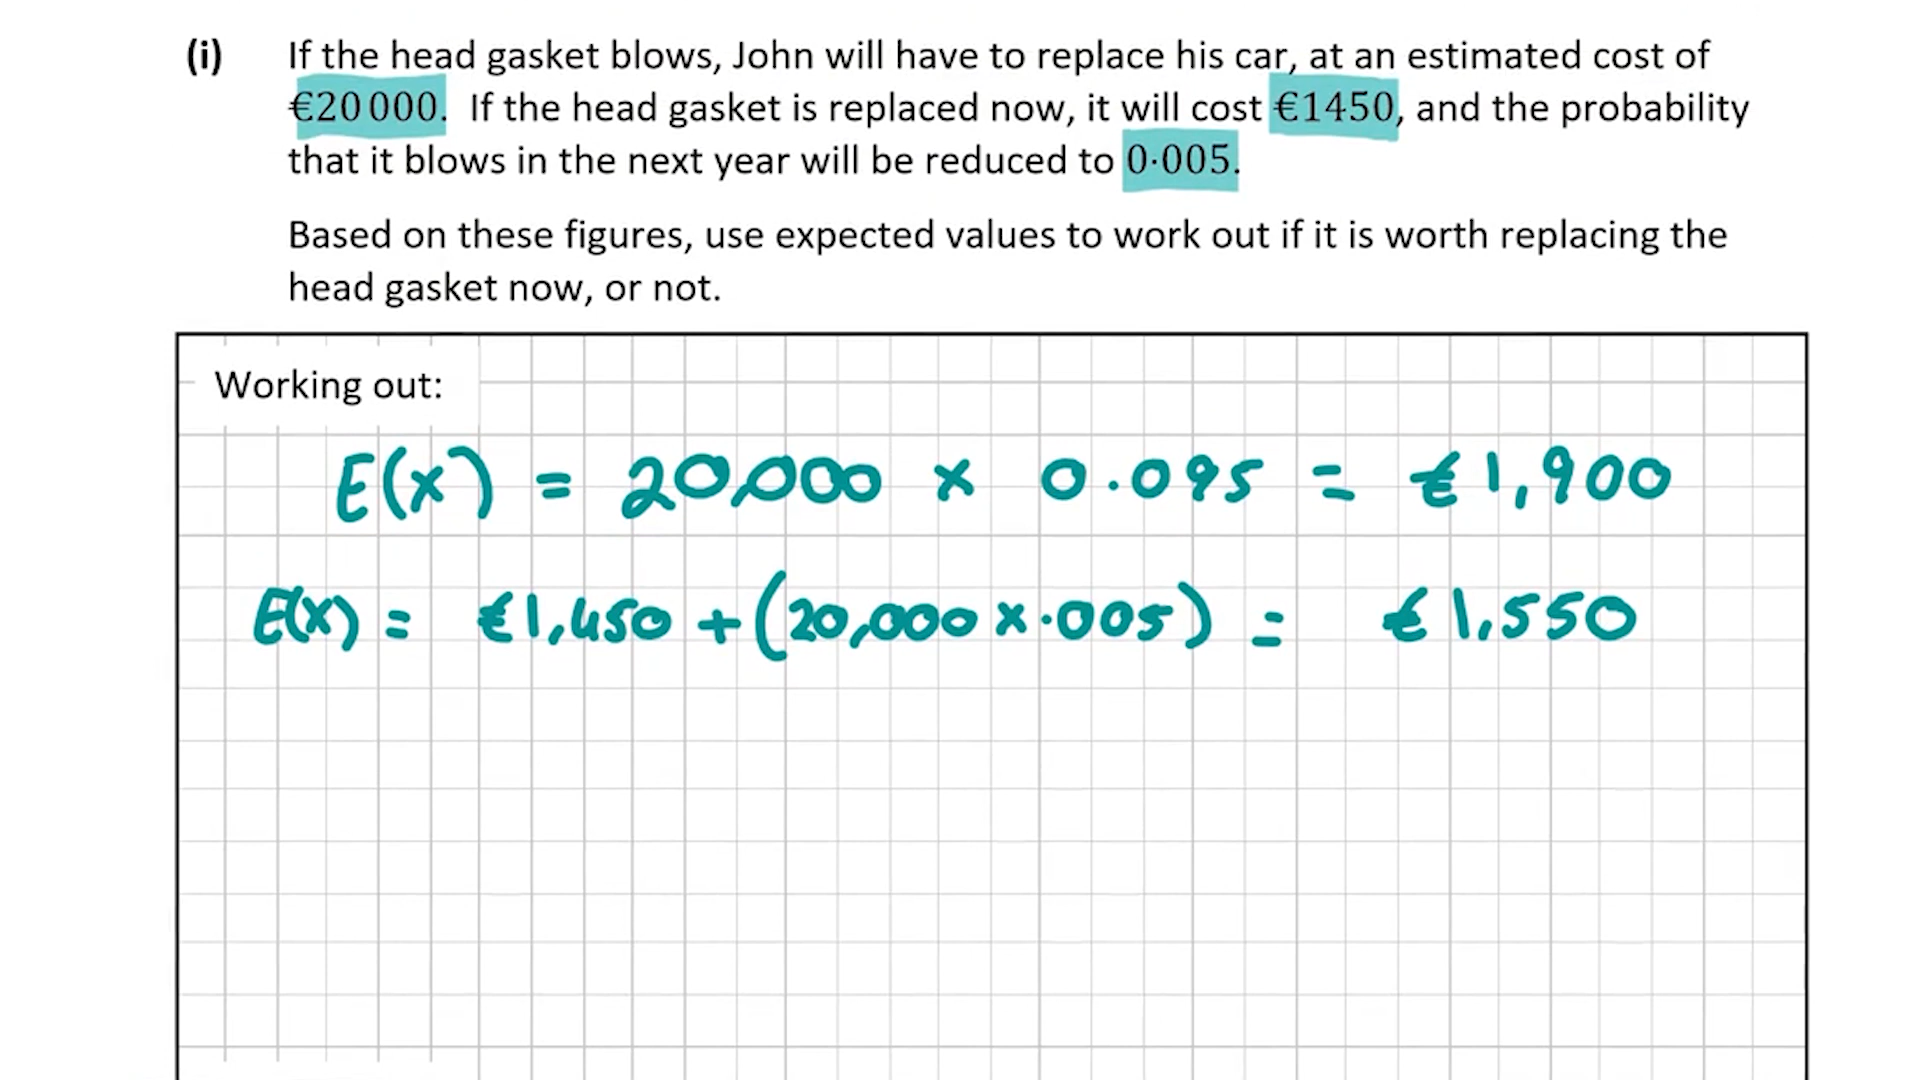 (i) If the head gasket blows, John will have to replace his car, at an estimated cost of
€20 000. If the head gasket is replaced now, it will cost €1450, and the probability
that it blows in the next year will be reduced to 0·005.
Based on these figures, use expected values to work out if it is worth replacing the
head gasket now, or not.
Working out:
E(x) = 20,000 × 0.095 = €1,900
E(x) = €1,450 + (20,000 × .005) = €1,550